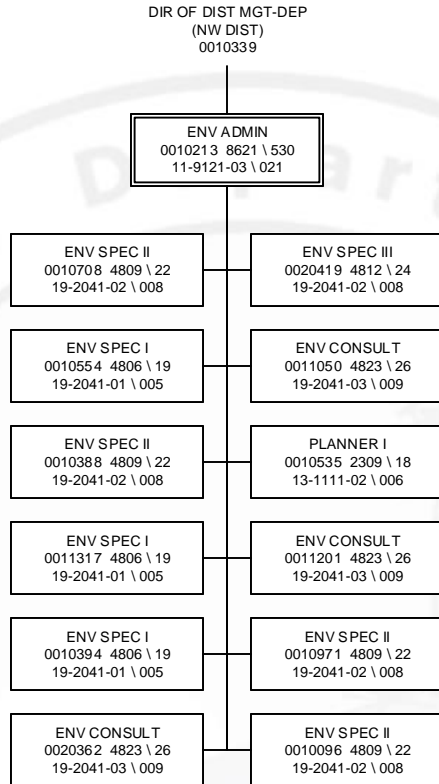 DIR OF DIST MGT-DEP
(NW DIST)
0010339
ENV ADMIN
0010213 8621 \ 530
11-9121-03 \ 021
ENV SPEC II
0010708 4809 \ 22
19-2041-02 \ 008
ENV SPEC III
0020419 4812 \ 24
19-2041-02 \ 008
ENV SPEC I
0010554 4806 \ 19
19-2041-01 \ 005
ENV CONSULT
0011050 4823 \ 26
19-2041-03 \ 009
ENV SPEC II
0010388 4809 \ 22
19-2041-02 \ 008
PLANNER I
0010535 2309 \ 18
13-1111-02 \ 006
ENV SPEC I
0011317 4806 \ 19
19-2041-01 \ 005
ENV CONSULT
0011201 4823 \ 26
19-2041-03 \ 009
ENV SPEC I
0010394 4806 \ 19
19-2041-01 \ 005
ENV SPEC II
0010971 4809 \ 22
19-2041-02 \ 008
ENV CONSULT
0020362 4823 \ 26
19-2041-03 \ 009
ENV SPEC II
0010096 4809 \ 22
19-2041-02 \ 008
Depart